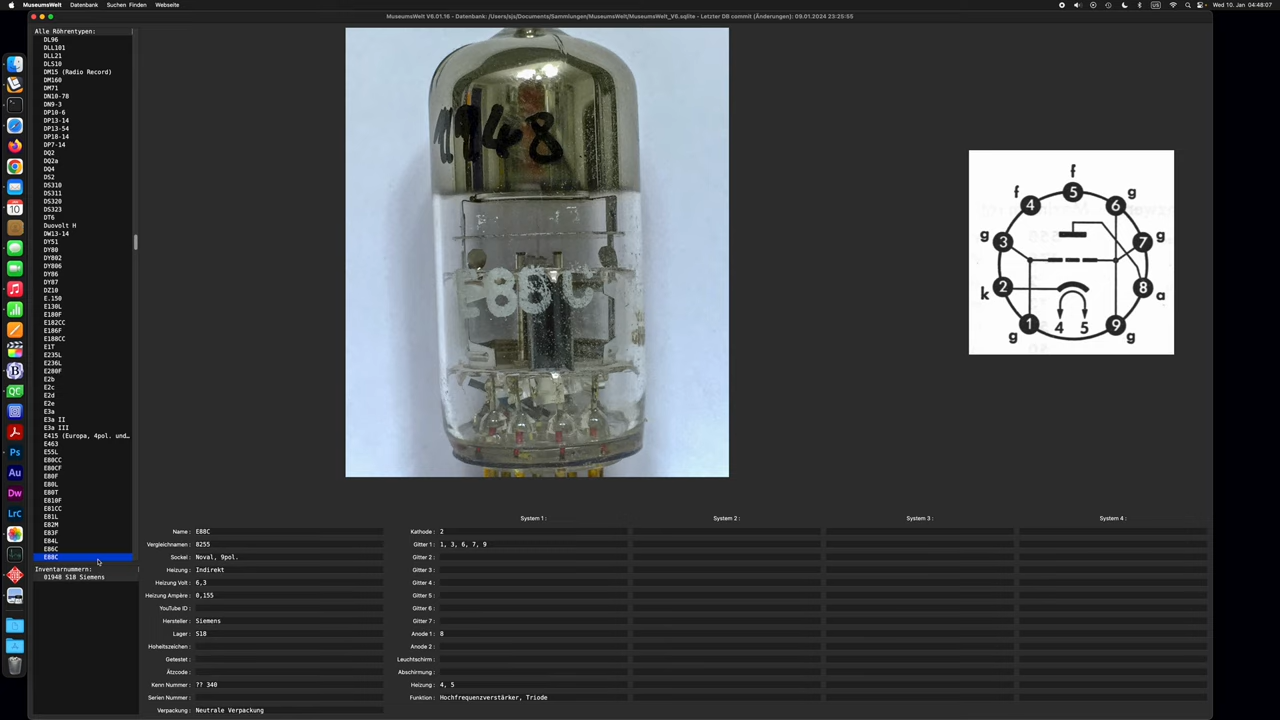 MuseumsWelt Datenbank Suchen Finden Webseite
Wed 10. Jan 04:48:07
MuseumsWelt V6.01.16 - Datenbank: /Users/sjs/Documents/Sammlungen/MuseumsWelt/MuseumsWelt_V6.sqlite - Letzter DB commit (Änderungen): 09.01.2024 23:25:55
Alle Röhrentypen:
DL96
DLL101
DLL21
DLS10
DM15 (Radio Record)
DM160
DM71
DN10-78
DN9-3
DP10-6
DP13-14
DP13-54
DP18-14
DP7-14
DQ2
DQ2a
DQ4
DS2
DS310
DS311
DS320
DS323
DT6
Duovolt H
DW13-14
DY51
DY80
DY802
DY806
DY86
DY87
DZ10
E.150
E130L
E180F
E182CC
E186F
E188CC
E1T
E235L
E236L
E280F
E2b
E2c
E2d
E2e
E3a
E3a II
E3a III
E415 (Europa, 4pol. und…
E463
E55L
E80CC
E80CF
E80F
E80L
E80T
E810F
E81CC
E81L
E82M
E83F
E84L
E86C
E88C
Inventarnummern:
01948 S18 Siemens
1948
E88C
f
f 5 g
4 6
g 3 7 g
k 2 8 a
1 4 5 9
g g
System 1 : System 2 : System 3 : System 4 :
Name : E88C
Vergleichnamen : 8255
Sockel : Noval, 9pol.
Heizung : Indirekt
Heizung Volt : 6,3
Heizung Ampère : 0,155
YouTube ID :
Hersteller : Siemens
Lager : S18
Hoheitszeichen :
Getestet :
Ätzcode :
Kenn Nummer : ?? 340
Serien Nummer :
Verpackung : Neutrale Verpackung
Kathode : 2
Gitter 1 : 1, 3, 6, 7, 9
Gitter 2 :
Gitter 3 :
Gitter 4 :
Gitter 5 :
Gitter 6 :
Gitter 7 :
Anode 1 : 8
Anode 2 :
Leuchtschirm :
Abschirmung :
Heizung : 4, 5
Funktion : Hochfrequenzverstärker, Triode